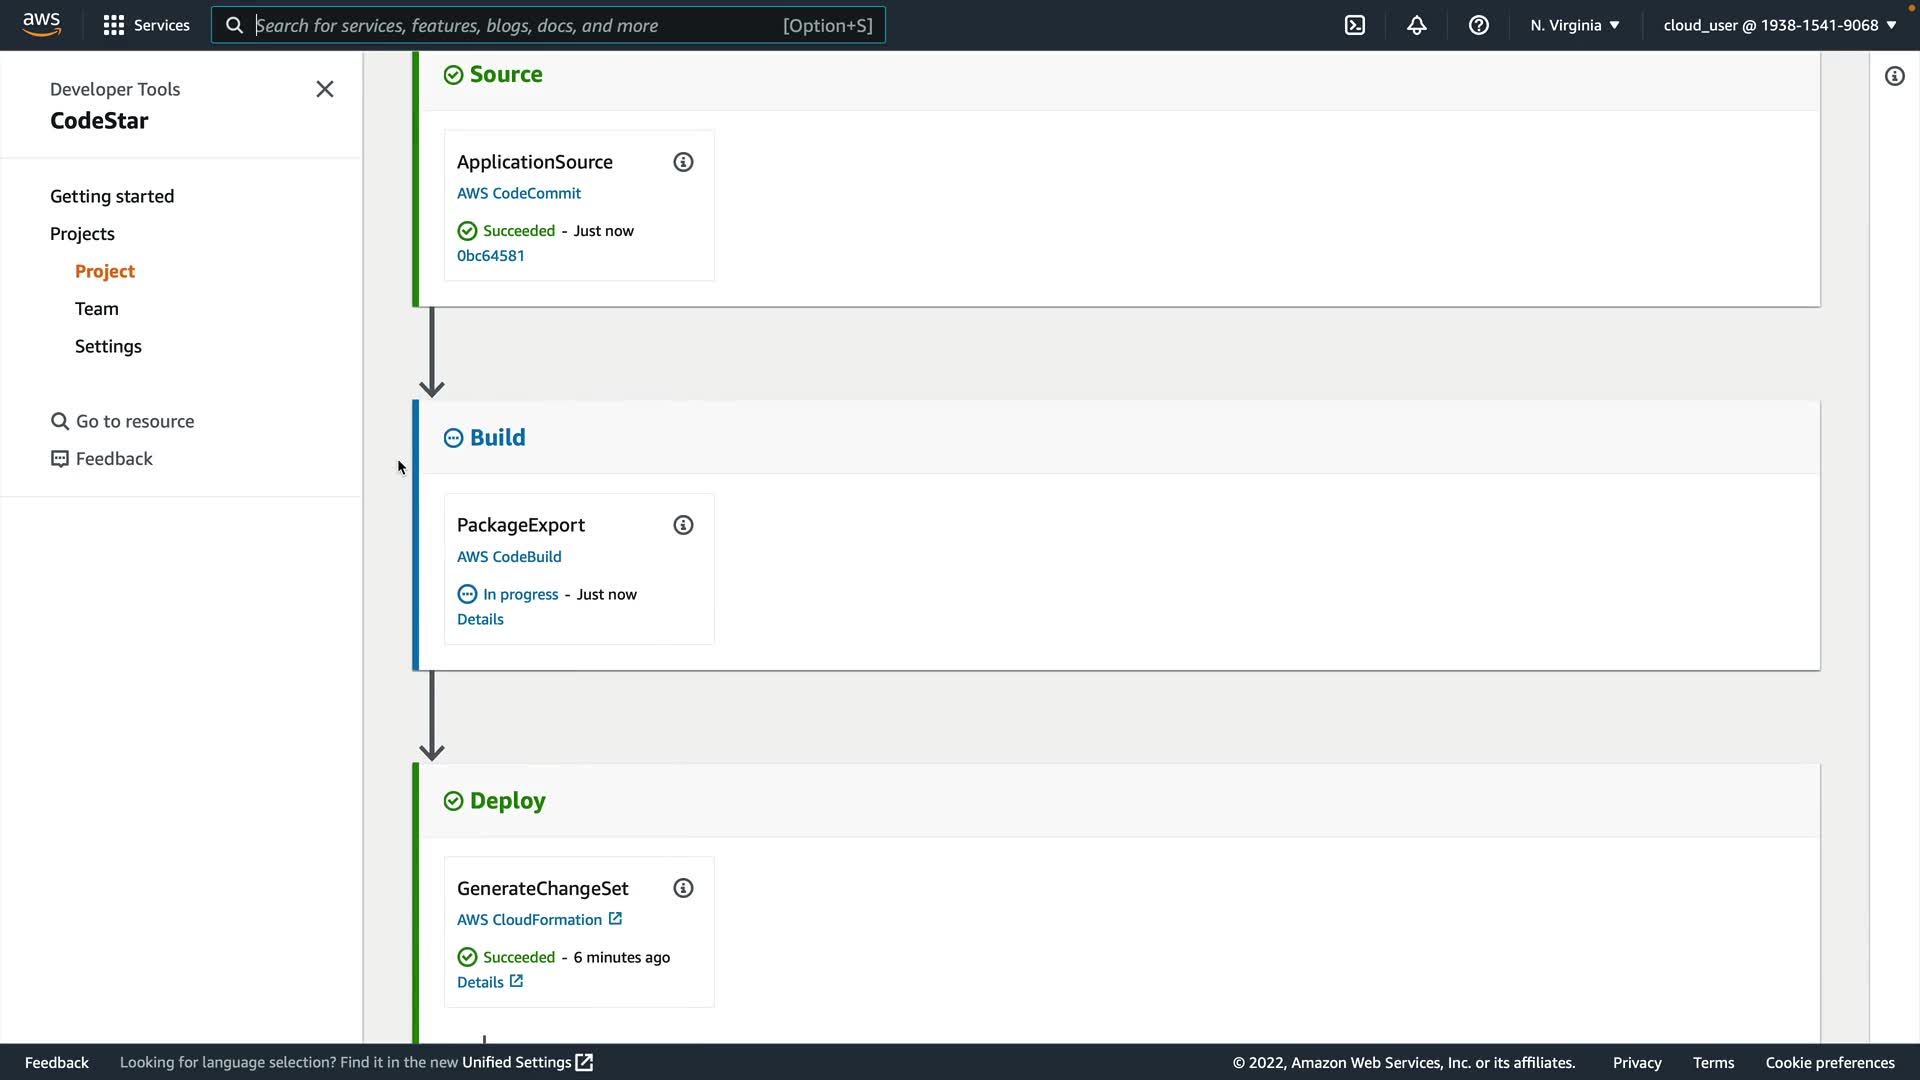 aws
Services
Search for services, features, blogs, docs, and more
[Option+S]
N. Virginia ▼
cloud_user @ 1938-1541-9068 ▼
Developer Tools
CodeStar
Getting started
Projects
Project
Team
Settings
Go to resource
Feedback
Source
ApplicationSource
AWS CodeCommit
Succeeded - Just now
0bc64581
Build
PackageExport
AWS CodeBuild
In progress - Just now
Details
Deploy
GenerateChangeSet
AWS CloudFormation
Succeeded - 6 minutes ago
Details
Feedback
Looking for language selection? Find it in the new Unified Settings
© 2022, Amazon Web Services, Inc. or its affiliates.
Privacy
Terms
Cookie preferences